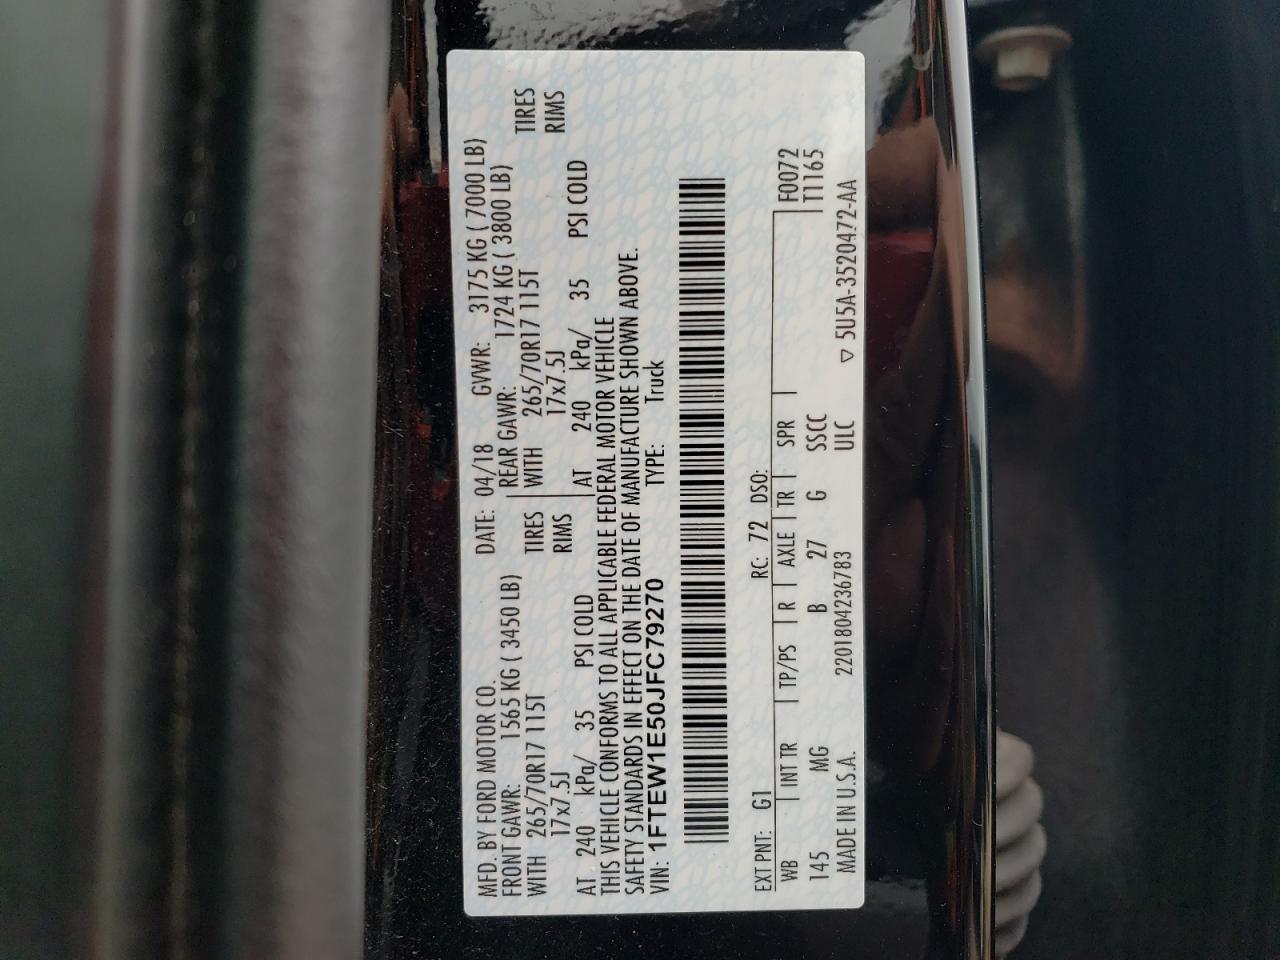 MFD. BY FORD MOTOR CO. DATE: 04/18 GVWR: 3175 KG ( 7000 LB)
FRONT GAWR: 1565 KG ( 3450 LB) REAR GAWR: 1724 KG ( 3800 LB)
WITH 265/70R17 115T TIRES WITH 265/70R17 115T TIRES
17x7.5J RIMS 17x7.5J RIMS
AT 240 kPa/ 35 PSI COLD AT 240 kPa/ 35 PSI COLD
THIS VEHICLE CONFORMS TO ALL APPLICABLE FEDERAL MOTOR VEHICLE
SAFETY STANDARDS IN EFFECT ON THE DATE OF MANUFACTURE SHOWN ABOVE.
VIN: 1FTEW1E50JFC79270 TYPE: Truck
EXT PNT: G1 RC: 72 DSO:
WB INT TR TP/PS R AXLE TR SPR F0072
145 MG B 27 G SSCC T1165
MADE IN U.S.A. 2201804236783 ULC ▽ 5U5A-3520472-AA